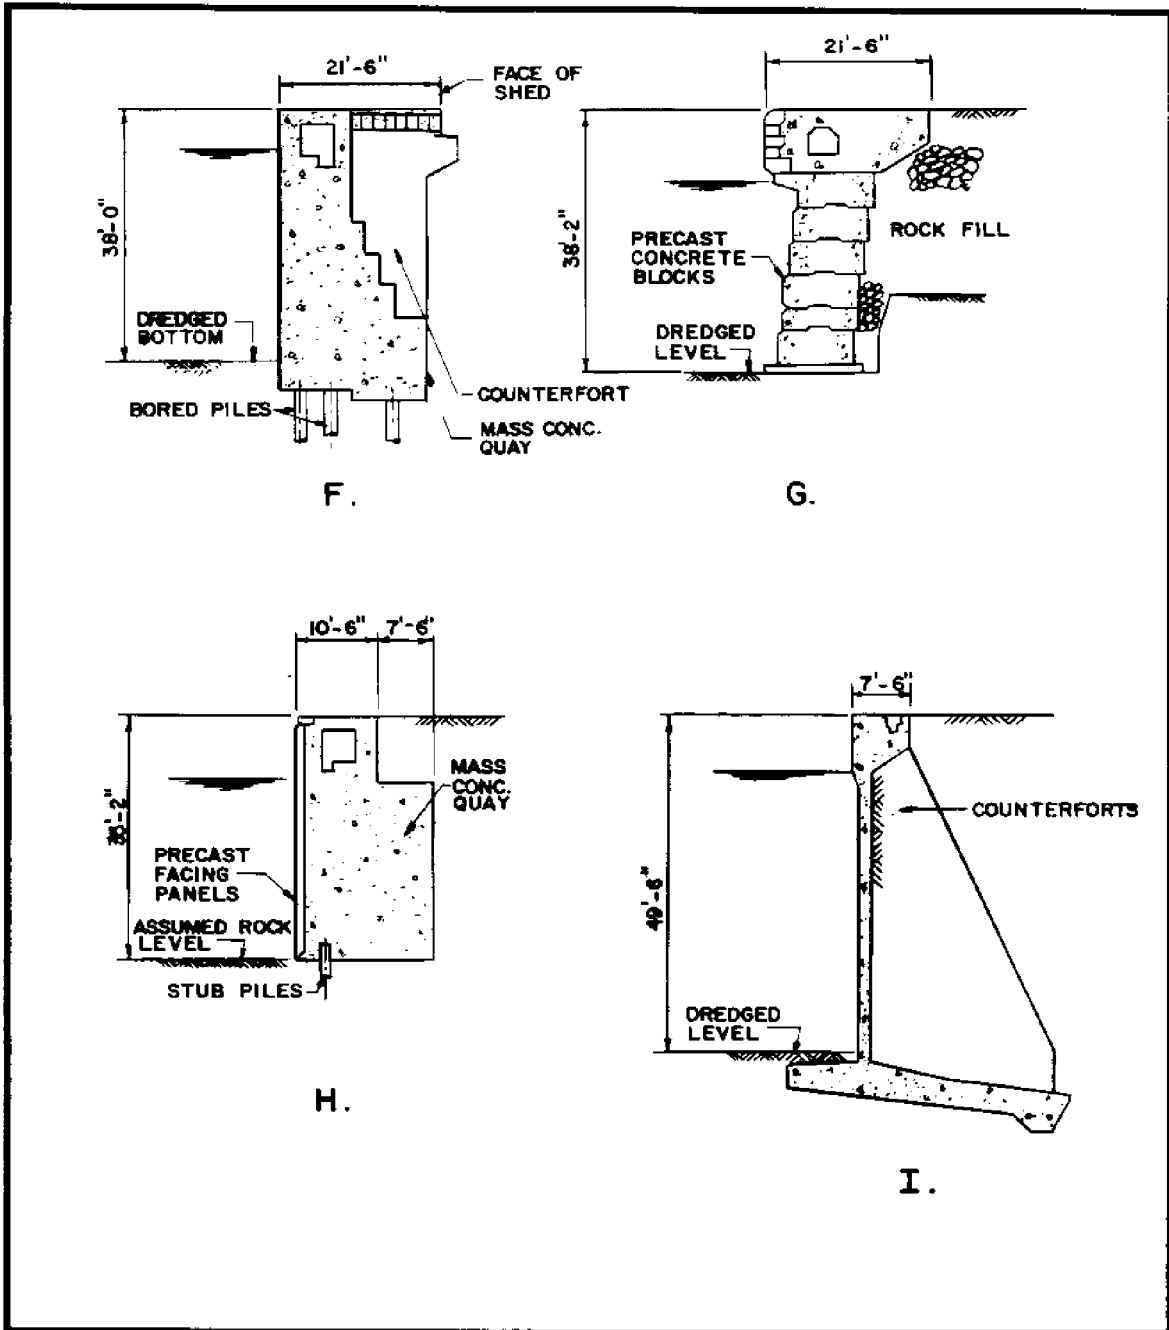 21'-6"
FACE OF
SHED
38'-0"
DREDGED
BOTTOM
BORED PILES
COUNTERFORT
MASS CONC.
QUAY
F.
21'-6"
38'-2"
PRECAST
CONCRETE
BLOCKS
ROCK FILL
DREDGED
LEVEL
G.
10'-6" 7'-6"
MASS
CONC.
QUAY
PRECAST
FACING
PANELS
ASSUMED ROCK
LEVEL
STUB PILES
H.
7'-6"
COUNTERFORTS
49'-6"
DREDGED
LEVEL
I.